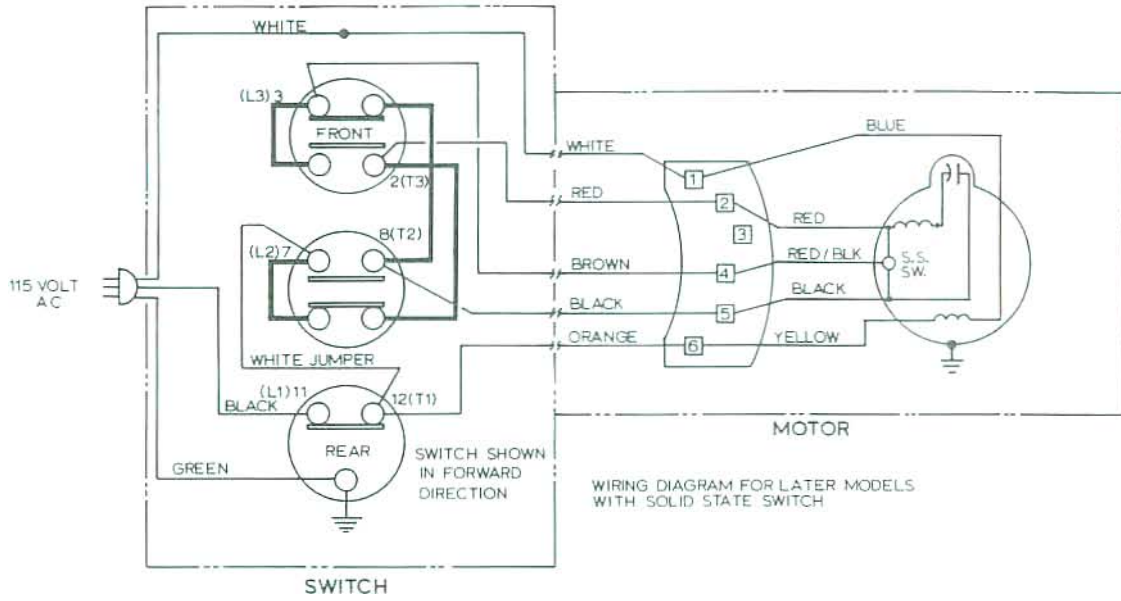 WHITE
(L3) 3
FRONT
2(T3)
8(T2)
(L2) 7
115 VOLT
AC
WHITE JUMPER
(L1) 11
BLACK
12(T1)
REAR
GREEN
SWITCH SHOWN
IN FORWARD
DIRECTION
SWITCH
WHITE
RED
BROWN
BLACK
ORANGE
1
2
3
4
5
6
BLUE
RED
RED/BLK
BLACK
YELLOW
S.S.
SW.
MOTOR
WIRING DIAGRAM FOR LATER MODELS
WITH SOLID STATE SWITCH